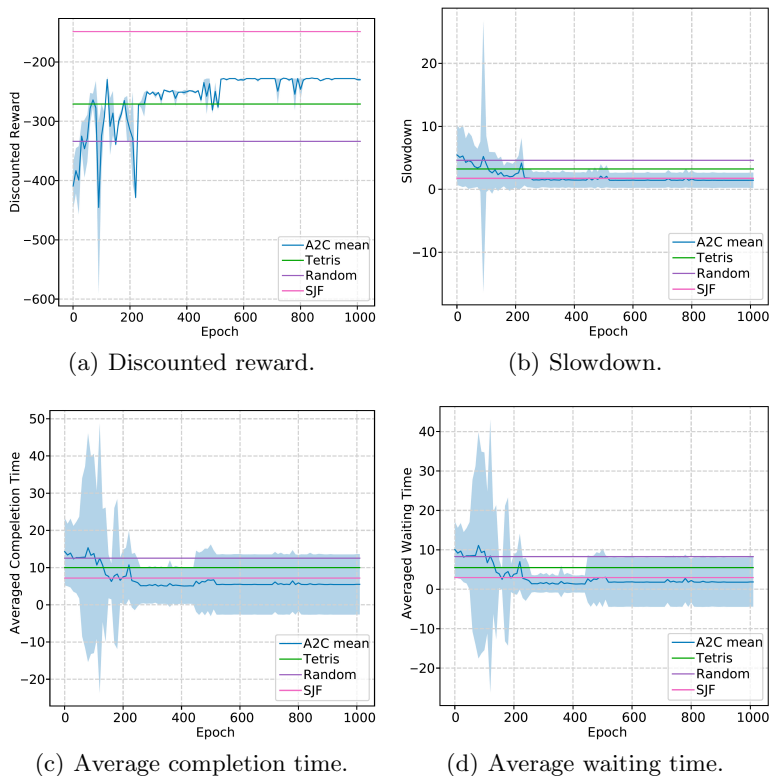 −200
−300
−400
−500
−600
Discounted Reward
0 200 400 600 800 1000
Epoch
A2C mean
Tetris
Random
SJF
(a) Discounted reward.
20
10
0
−10
Slowdown
0 200 400 600 800 1000
Epoch
A2C mean
Tetris
Random
SJF
(b) Slowdown.
50
40
30
20
10
0
−10
−20
Averaged Compeletion Time
0 200 400 600 800 1000
Epoch
A2C mean
Tetris
Random
SJF
(c) Average completion time.
40
30
20
10
0
−10
−20
Averaged Waiting Time
0 200 400 600 800 1000
Epoch
A2C mean
Tetris
Random
SJF
(d) Average waiting time.